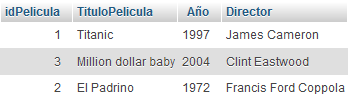 idPelicula TituloPelicula Año Director
1 Titanic 1997 James Cameron
3 Million dollar baby 2004 Clint Eastwood
2 El Padrino 1972 Francis Ford Coppola